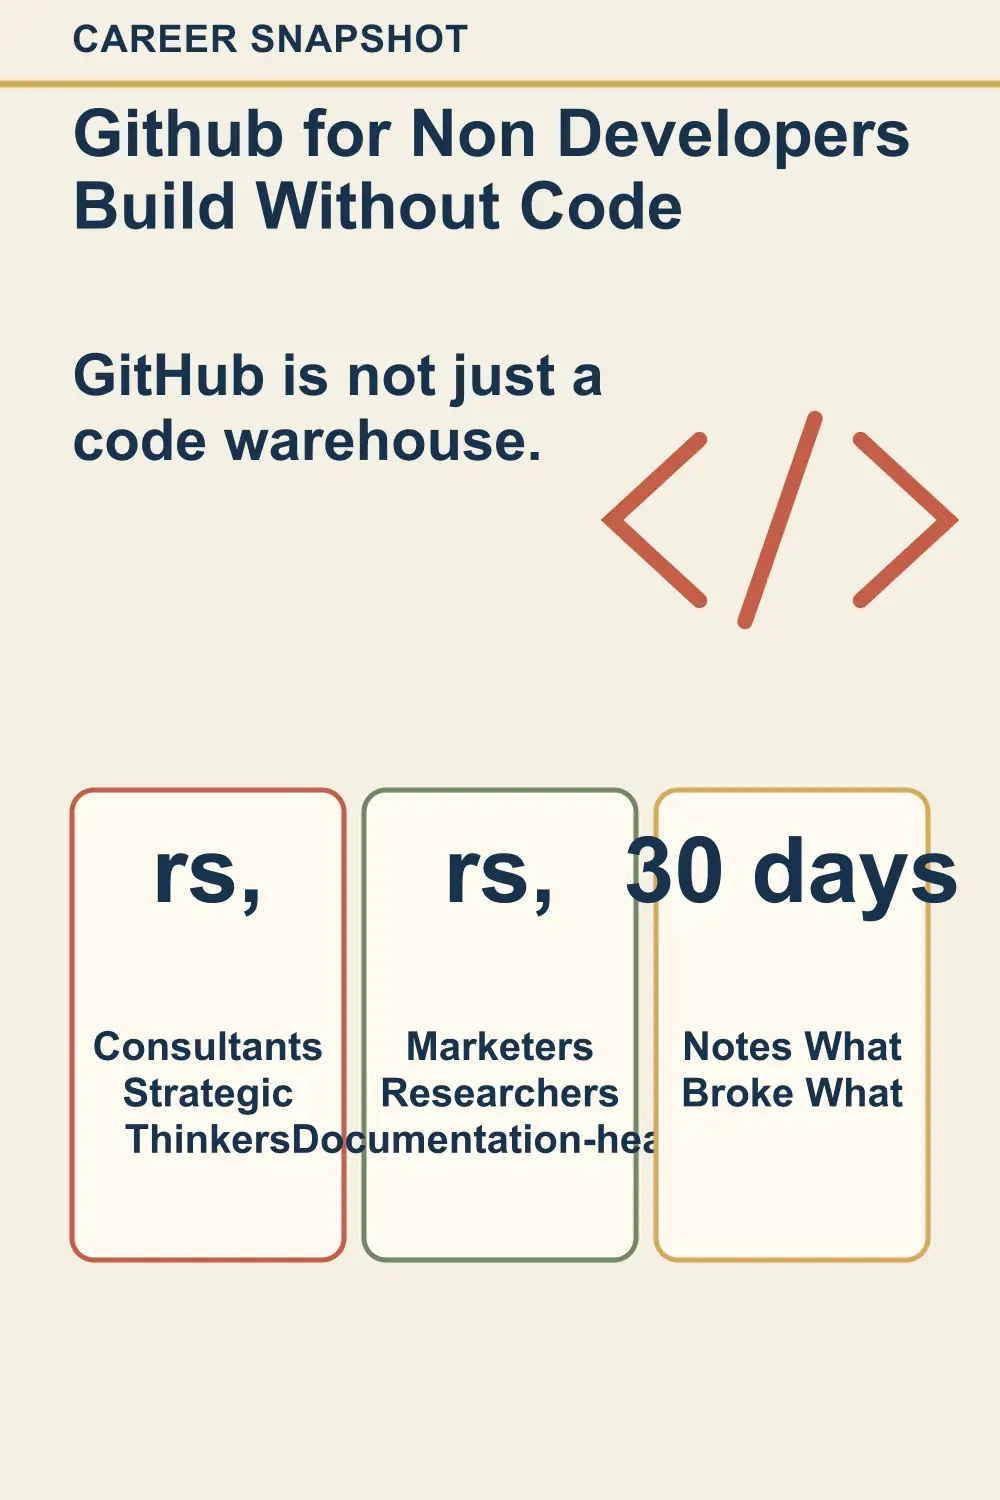 CAREER SNAPSHOT
Github for Non Developers
Build Without Code
GitHub is not just a
code warehouse.
</>
rs,
Consultants
Strategic
Thinkers
rs,
Marketers
Researchers
Documentation-hea
30 days
Notes What
Broke What